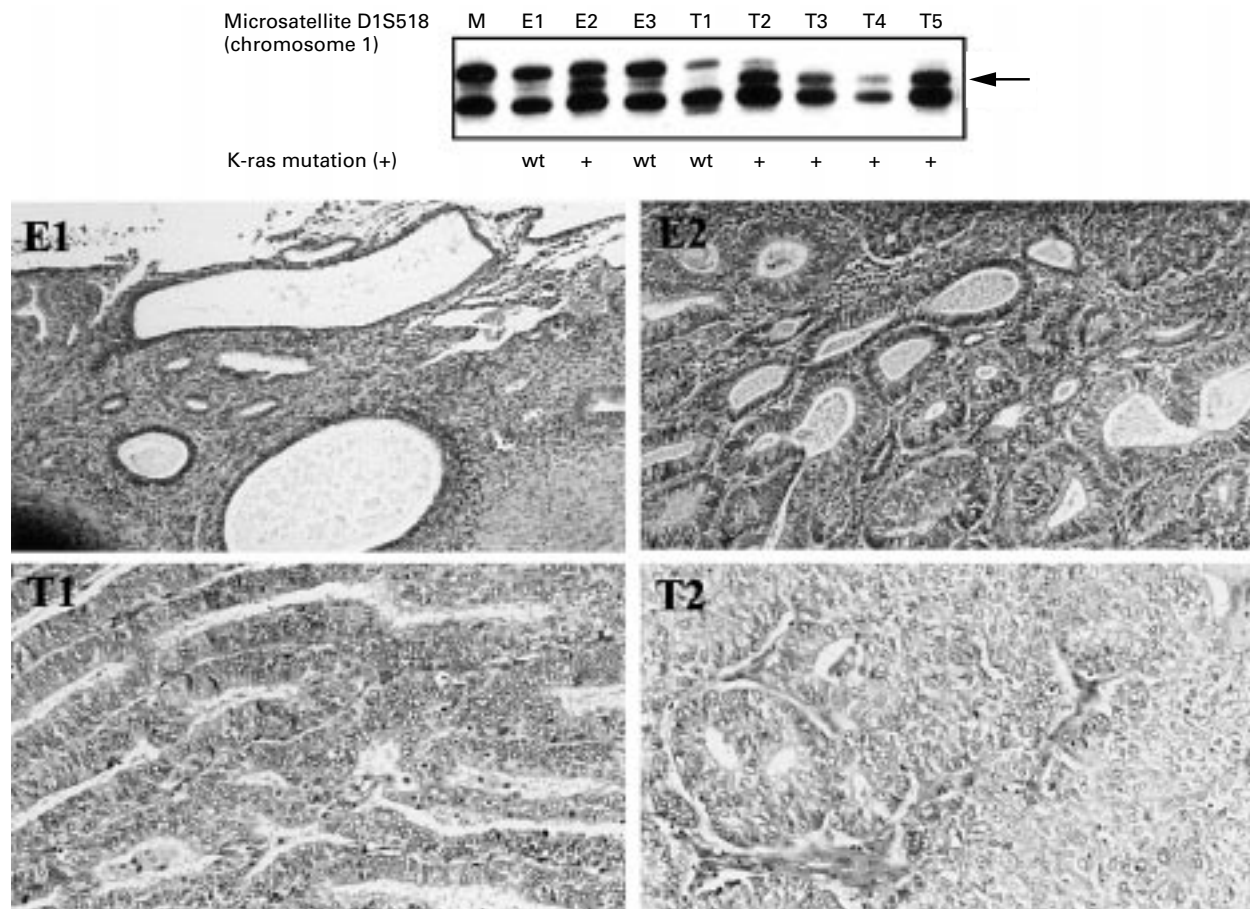 Microsatellite D1S518 M E1 E2 E3 T1 T2 T3 T4 T5
(chromosome 1)
K-ras mutation (+) wt + wt wt + + + +
E1 E2
T1 T2